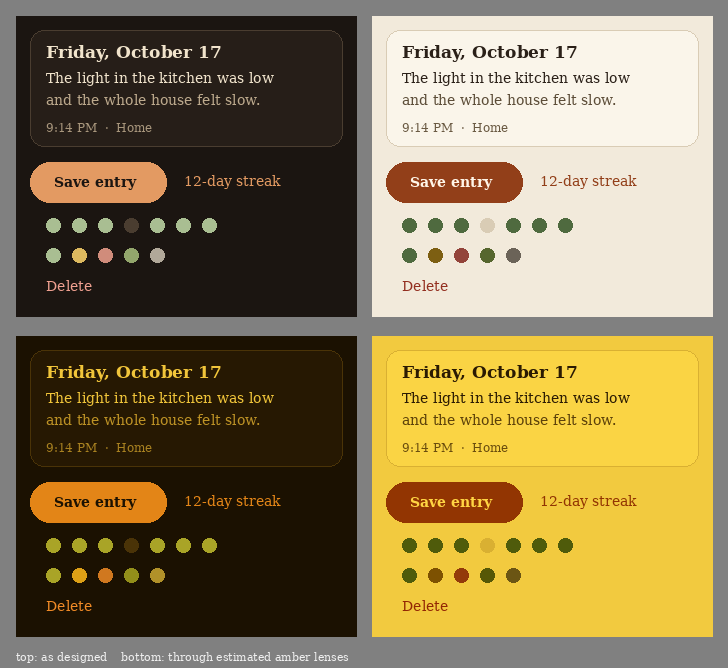 Friday, October 17
The light in the kitchen was low
and the whole house felt slow.
9:14 PM · Home
Save entry
12-day streak
Delete
Friday, October 17
The light in the kitchen was low
and the whole house felt slow.
9:14 PM · Home
Save entry
12-day streak
Delete
Friday, October 17
The light in the kitchen was low
and the whole house felt slow.
9:14 PM · Home
Save entry
12-day streak
Delete
Friday, October 17
The light in the kitchen was low
and the whole house felt slow.
9:14 PM · Home
Save entry
12-day streak
Delete
top: as designed    bottom: through estimated amber lenses